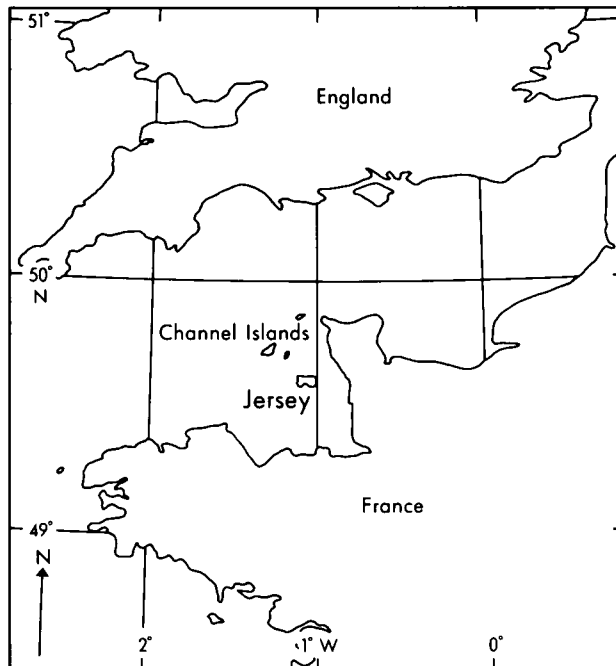 51°
England
50°
N
Channel Islands
Jersey
France
49°
N
2° 1° W 0°